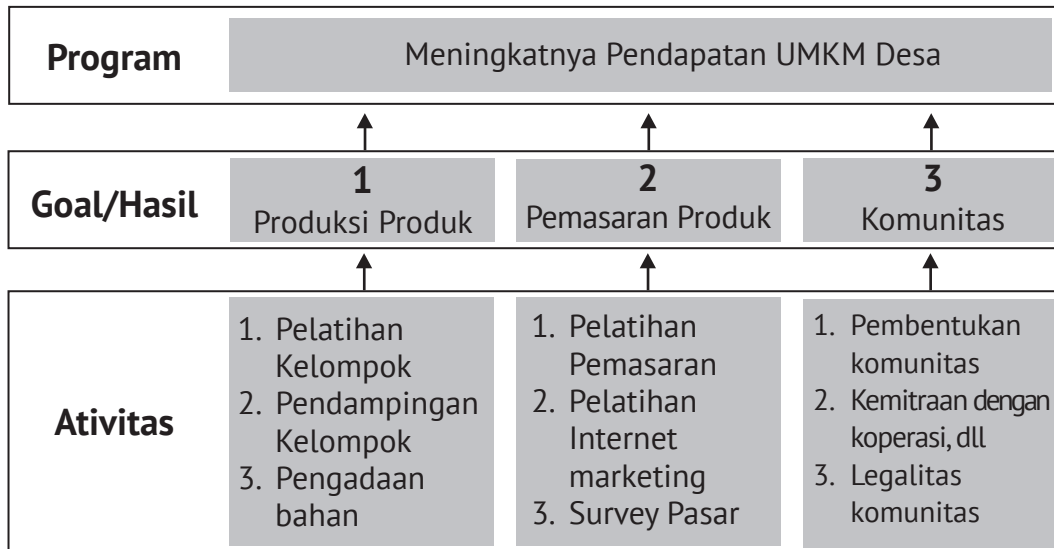 Program
Meningkatnya Pendapatan UMKM Desa
Goal/Hasil
1
Produksi Produk
2
Pemasaran Produk
3
Komunitas
Ativitas
1. Pelatihan
Kelompok
2. Pendampingan
Kelompok
3. Pengadaan
bahan
1. Pelatihan
Pemasaran
2. Pelatihan
Internet
marketing
3. Survey Pasar
1. Pembentukan
komunitas
2. Kemitraan dengan
koperasi, dll
3. Legalitas
komunitas